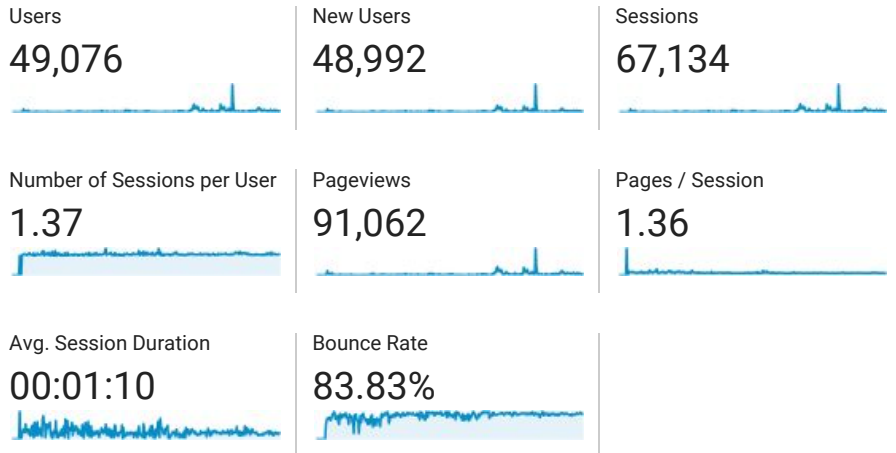 Users
49,076
New Users
48,992
Sessions
67,134
Number of Sessions per User
1.37
Pageviews
91,062
Pages / Session
1.36
Avg. Session Duration
00:01:10
Bounce Rate
83.83%